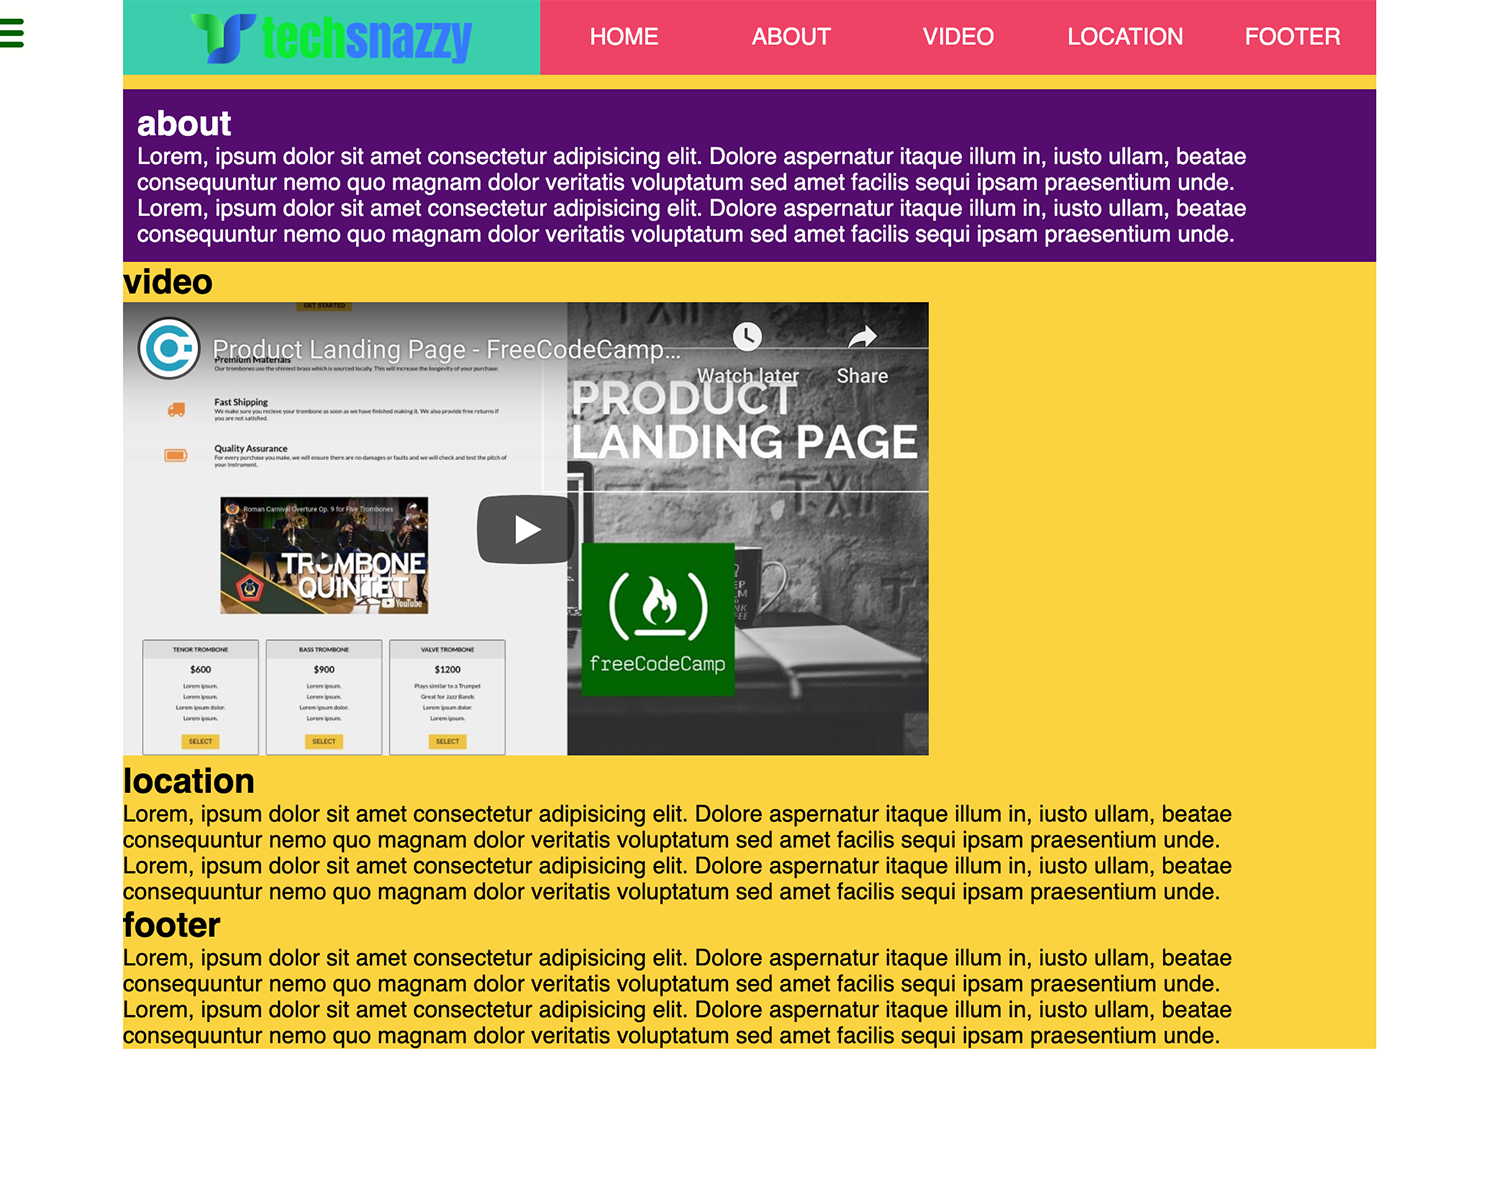 techsnazzy
HOME ABOUT VIDEO LOCATION FOOTER
about
Lorem, ipsum dolor sit amet consectetur adipisicing elit. Dolore aspernatur itaque illum in, iusto ullam, beatae
consequuntur nemo quo magnam dolor veritatis voluptatum sed amet facilis sequi ipsam praesentium unde.
Lorem, ipsum dolor sit amet consectetur adipisicing elit. Dolore aspernatur itaque illum in, iusto ullam, beatae
consequuntur nemo quo magnam dolor veritatis voluptatum sed amet facilis sequi ipsam praesentium unde.
video
GET STARTED
Product Landing Page - FreeCodeCamp...
Watch later Share
Premium Materials
Our trombones use the shiniest brass which is sourced locally. This will increase the longevity of your purchase.
Fast Shipping
We make sure you recieve your trombone as soon as we have finished making it. We also provide free returns if
you are not satisfied.
Quality Assurance
For every purchase you make, we will ensure there are no damages or faults and we will check and test the pitch of
your instrument.
PRODUCT
LANDING PAGE
Roman Carnival Overture Op. 9 for Five Trombones
TROMBONE
QUINTET
YouTube
freeCodeCamp
TENOR TROMBONE BASS TROMBONE VALVE TROMBONE
$600 $900 $1200
Lorem ipsum. Lorem ipsum. Plays similar to a Trumpet
Lorem ipsum. Lorem ipsum. Great for Jazz Bands
Lorem ipsum dolor. Lorem ipsum dolor. Lorem ipsum dolor.
Lorem ipsum. Lorem ipsum. Lorem ipsum.
SELECT SELECT SELECT
location
Lorem, ipsum dolor sit amet consectetur adipisicing elit. Dolore aspernatur itaque illum in, iusto ullam, beatae
consequuntur nemo quo magnam dolor veritatis voluptatum sed amet facilis sequi ipsam praesentium unde.
Lorem, ipsum dolor sit amet consectetur adipisicing elit. Dolore aspernatur itaque illum in, iusto ullam, beatae
consequuntur nemo quo magnam dolor veritatis voluptatum sed amet facilis sequi ipsam praesentium unde.
footer
Lorem, ipsum dolor sit amet consectetur adipisicing elit. Dolore aspernatur itaque illum in, iusto ullam, beatae
consequuntur nemo quo magnam dolor veritatis voluptatum sed amet facilis sequi ipsam praesentium unde.
Lorem, ipsum dolor sit amet consectetur adipisicing elit. Dolore aspernatur itaque illum in, iusto ullam, beatae
consequuntur nemo quo magnam dolor veritatis voluptatum sed amet facilis sequi ipsam praesentium unde.